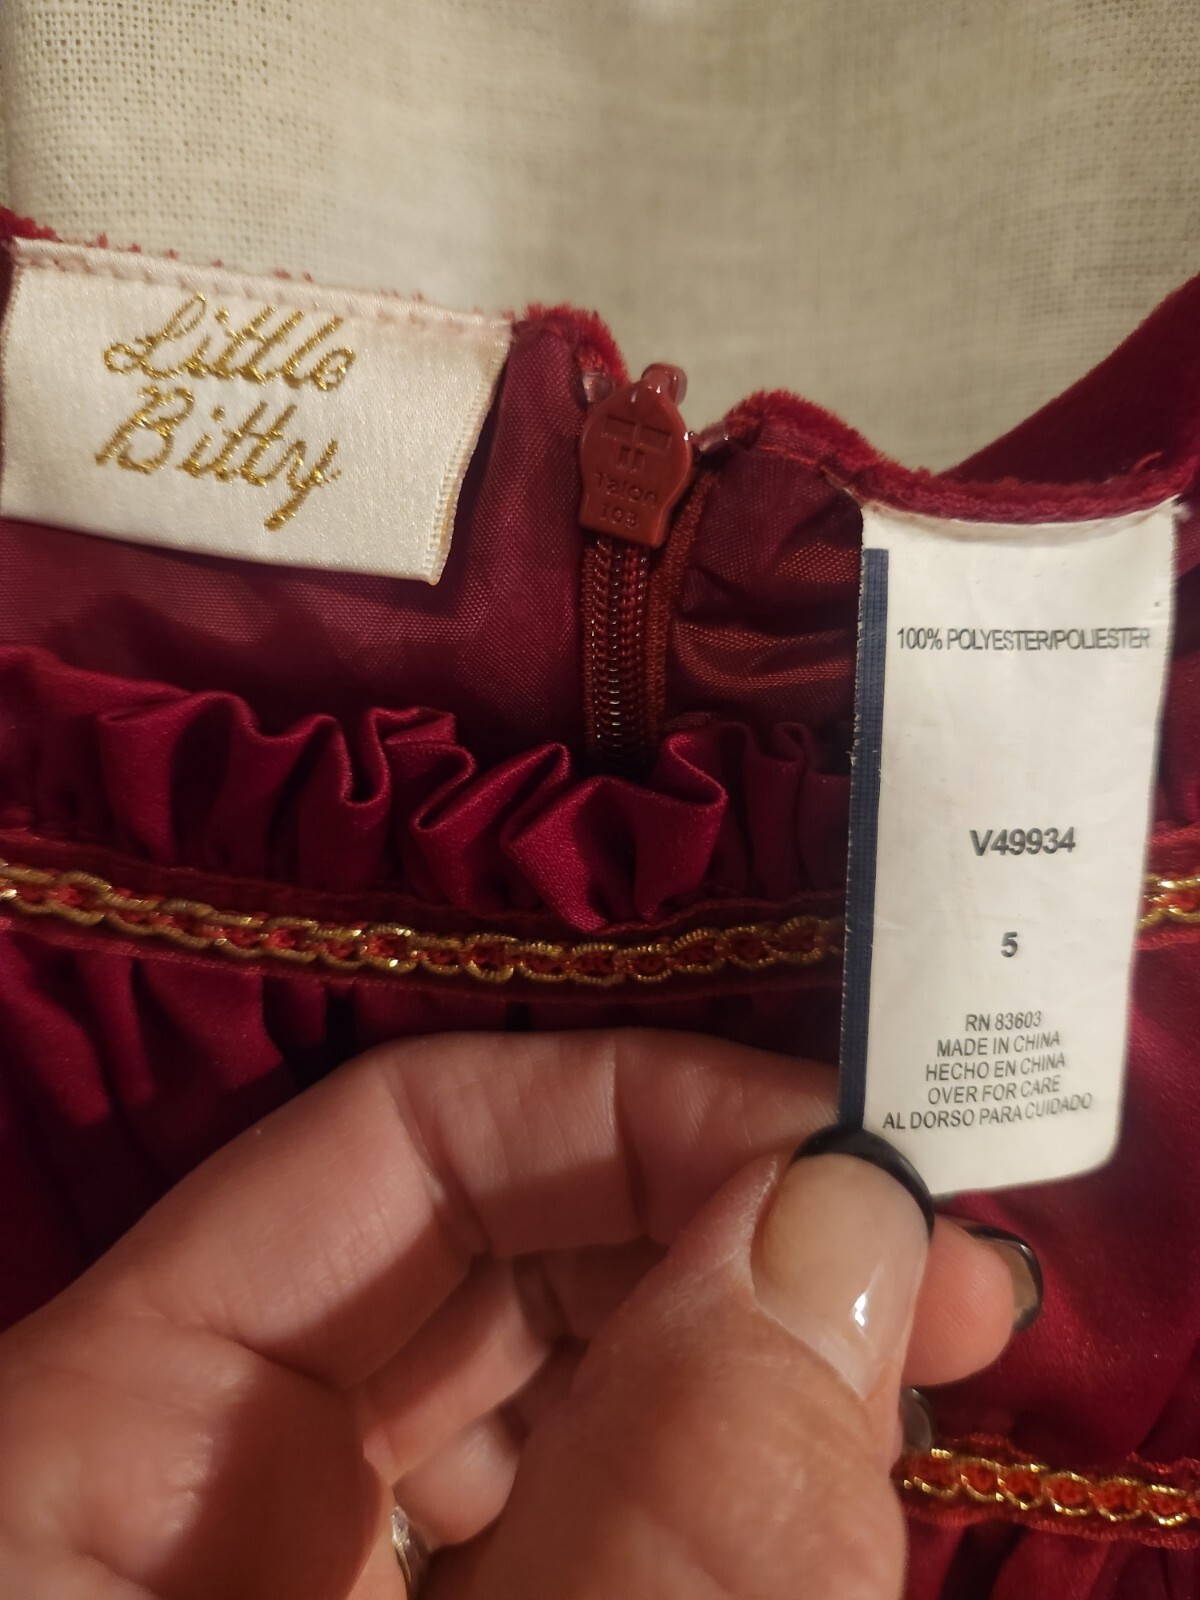 Little
Bitty
Talon
103
100% POLYESTER/POLIESTER
V49934
5
RN 83603
MADE IN CHINA
HECHO EN CHINA
OVER FOR CARE
AL DORSO PARA CUIDADO